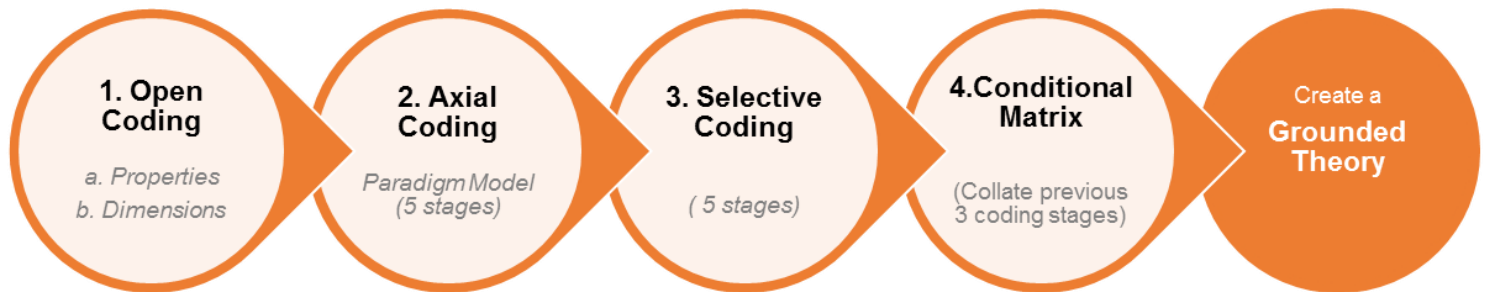 1. Open
Coding
a. Properties
b. Dimensions
2. Axial
Coding
Paradigm Model
(5 stages)
3. Selective
Coding
( 5 stages)
4.Conditional
Matrix
(Collate previous
3 coding stages)
Create a
Grounded
Theory